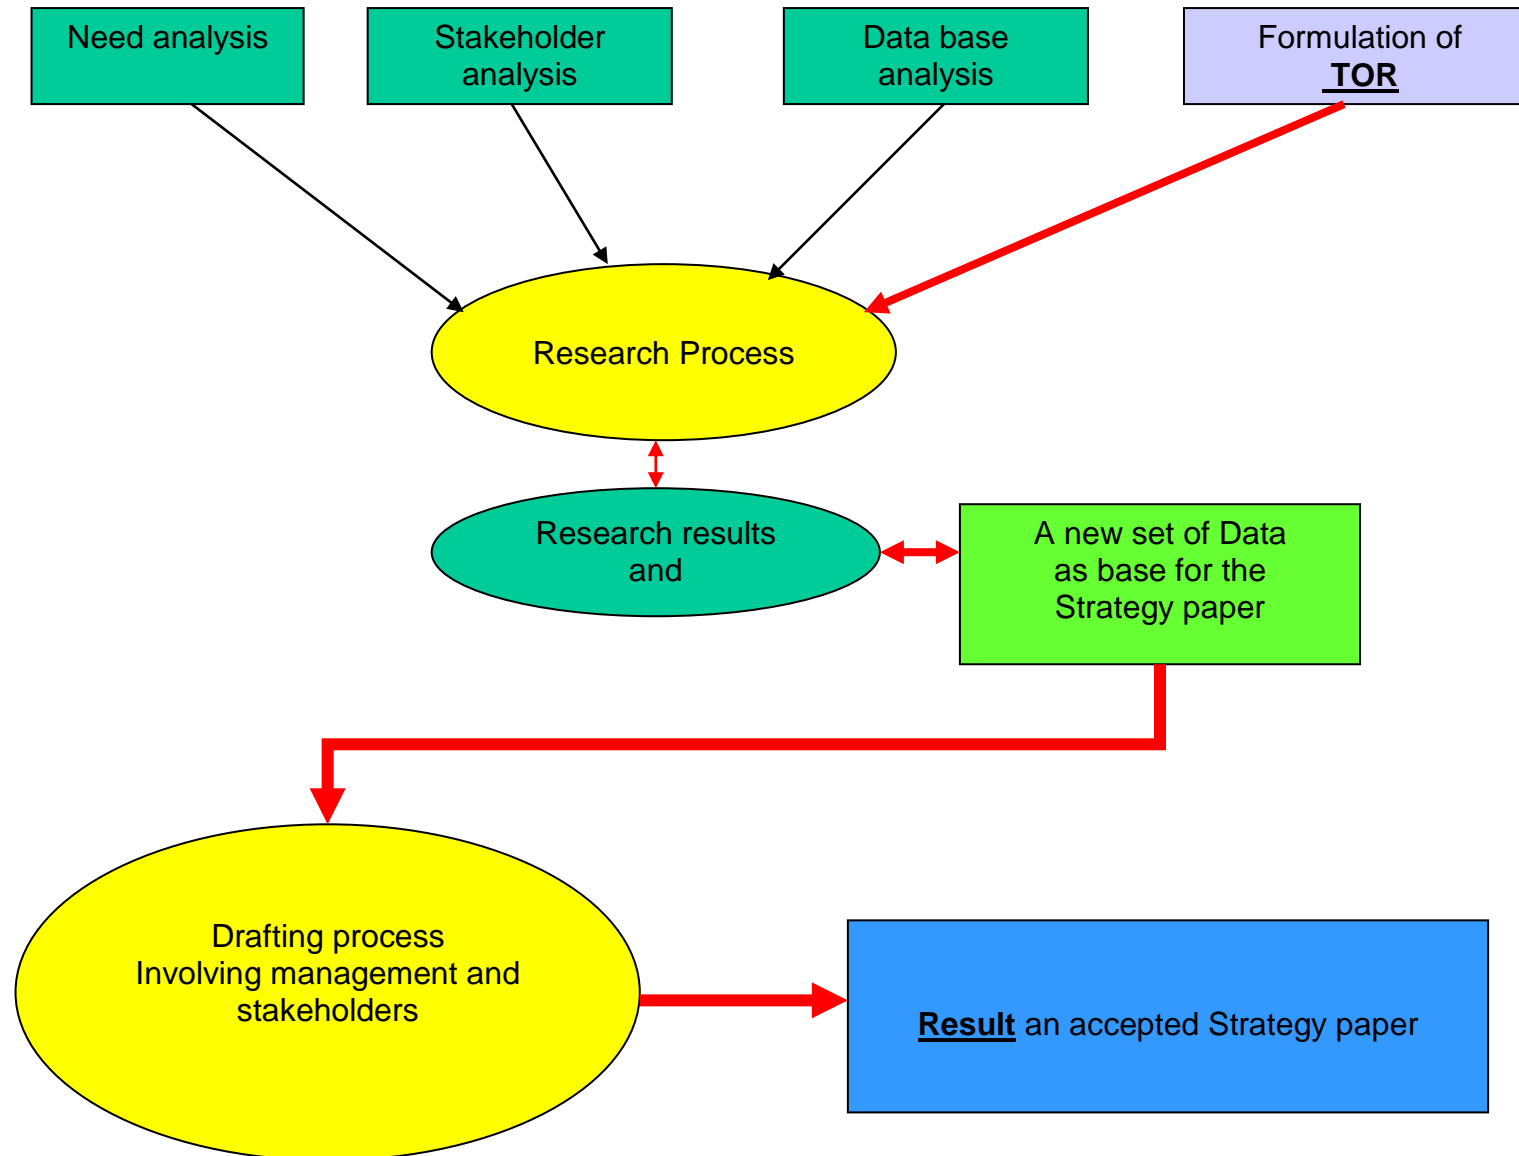 Need analysis
Stakeholder
analysis
Data base
analysis
Formulation of
TOR
Research Process
Research results
and
A new set of Data
as base for the
Strategy paper
Drafting process
Involving management and
stakeholders
Result an accepted Strategy paper